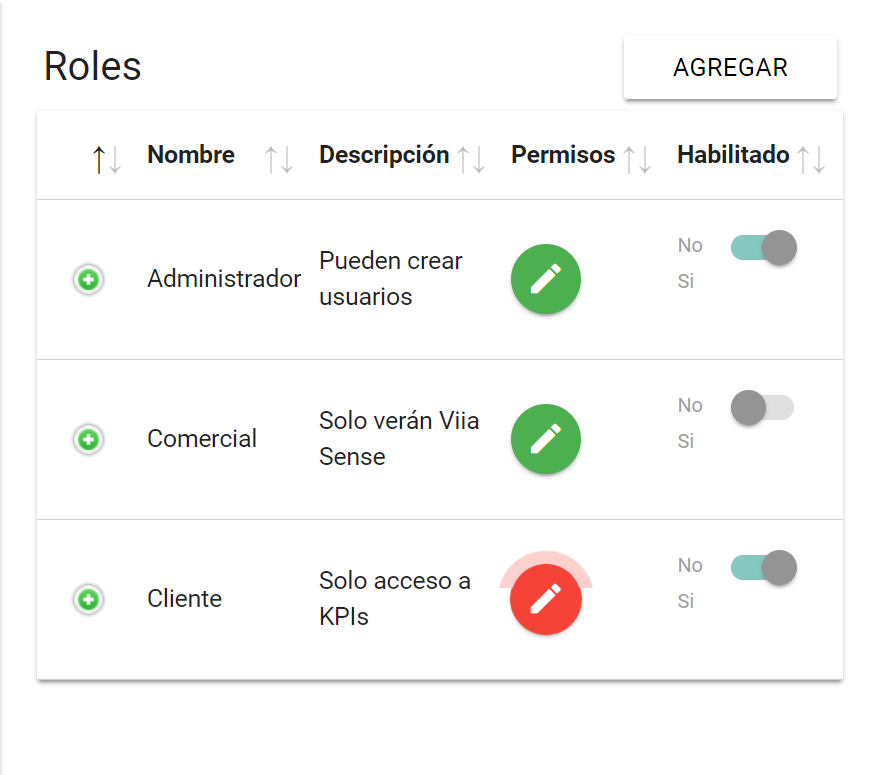 Roles
AGREGAR
Nombre Descripción Permisos Habilitado
Administrador
Pueden crear
usuarios
No
Si
Comercial
Solo verán Viia
Sense
No
Si
Cliente
Solo acceso a
KPIs
No
Si